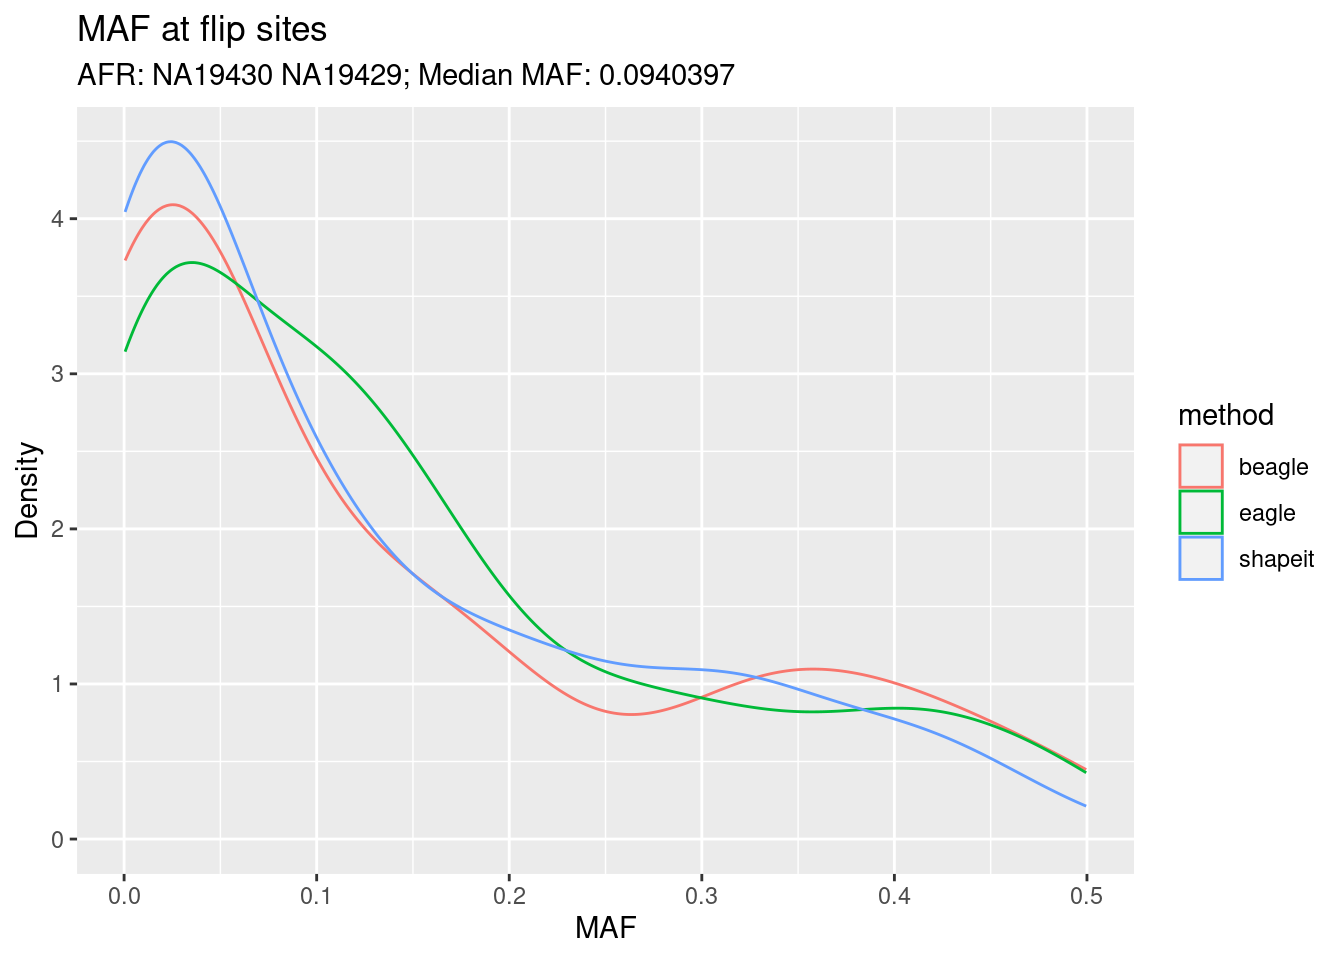 MAF at flip sites
AFR: NA19430 NA19429; Median MAF: 0.0940397
Density
4
3
2
1
0
0.0 0.1 0.2 0.3 0.4 0.5
MAF
method
beagle
eagle
shapeit